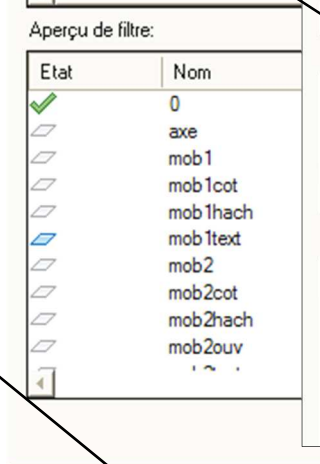 Aperçu de filtre:
Etat Nom
0
axe
mob1
mob1cot
mob1hach
mob1text
mob2
mob2cot
mob2hach
mob2ouv